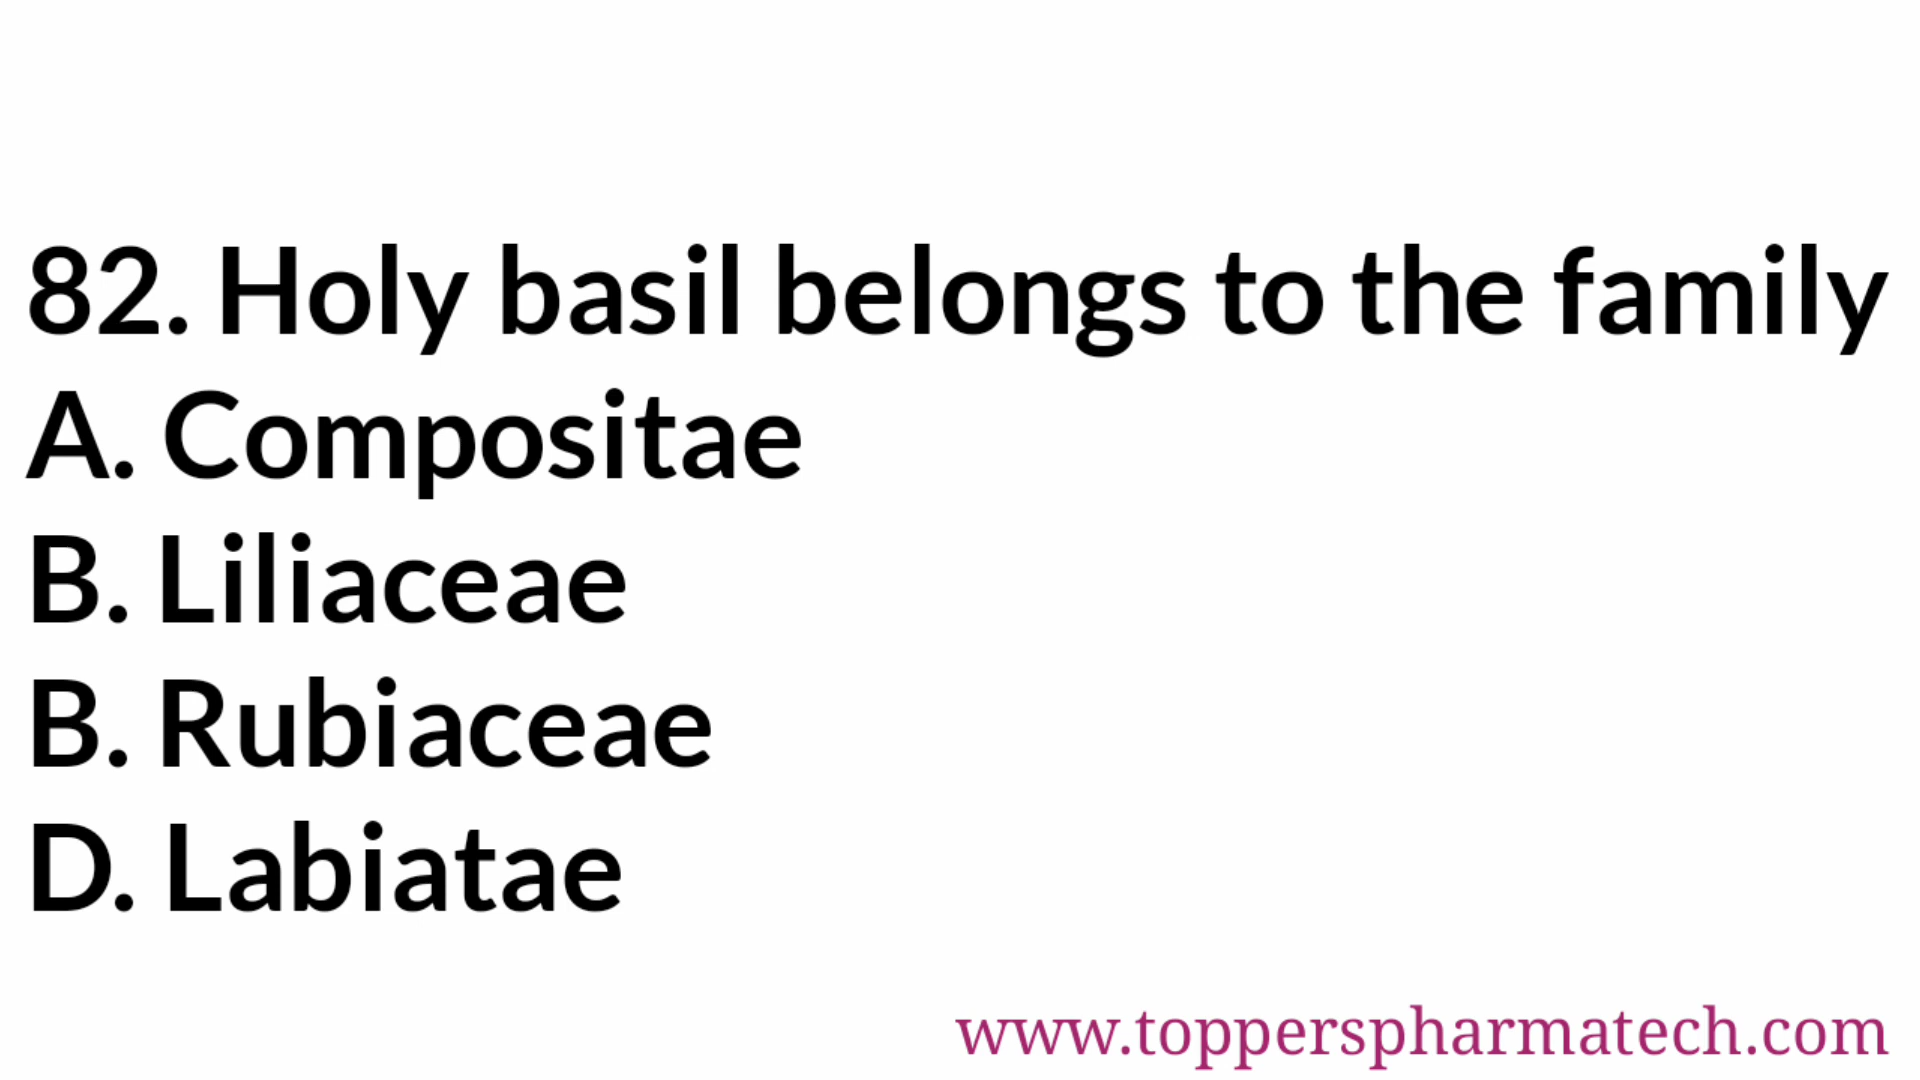 82. Holy basil belongs to the family
A. Compositae
B. Liliaceae
B. Rubiaceae
D. Labiatae
www.topperspharmatech.com